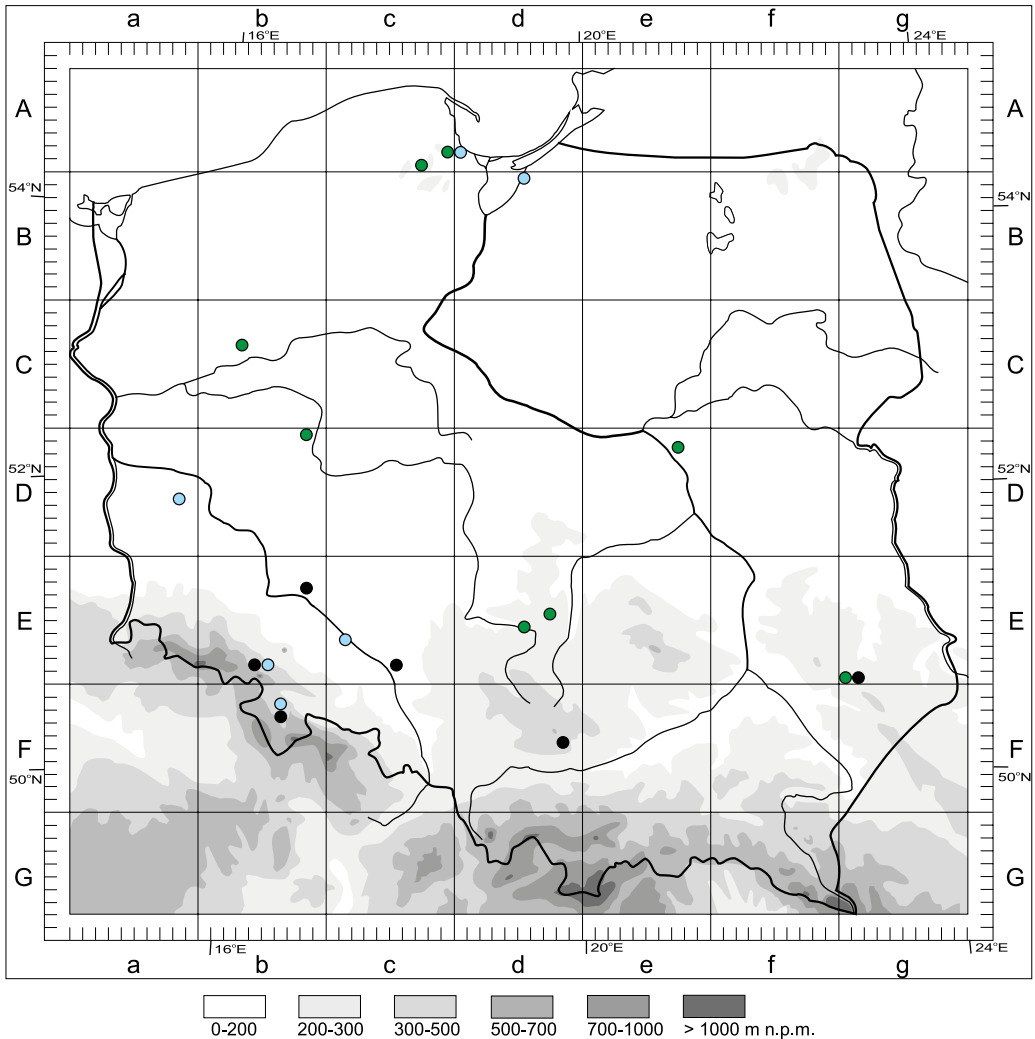 a b c d e f g
16°E 20°E 24°E
A A
54°N 54°N
B B
C C
52°N 52°N
D D
E E
F F
50°N 50°N
G G
16°E 20°E 24°E
a b c d e f g
0-200 200-300 300-500 500-700 700-1000 > 1000 m n.p.m.